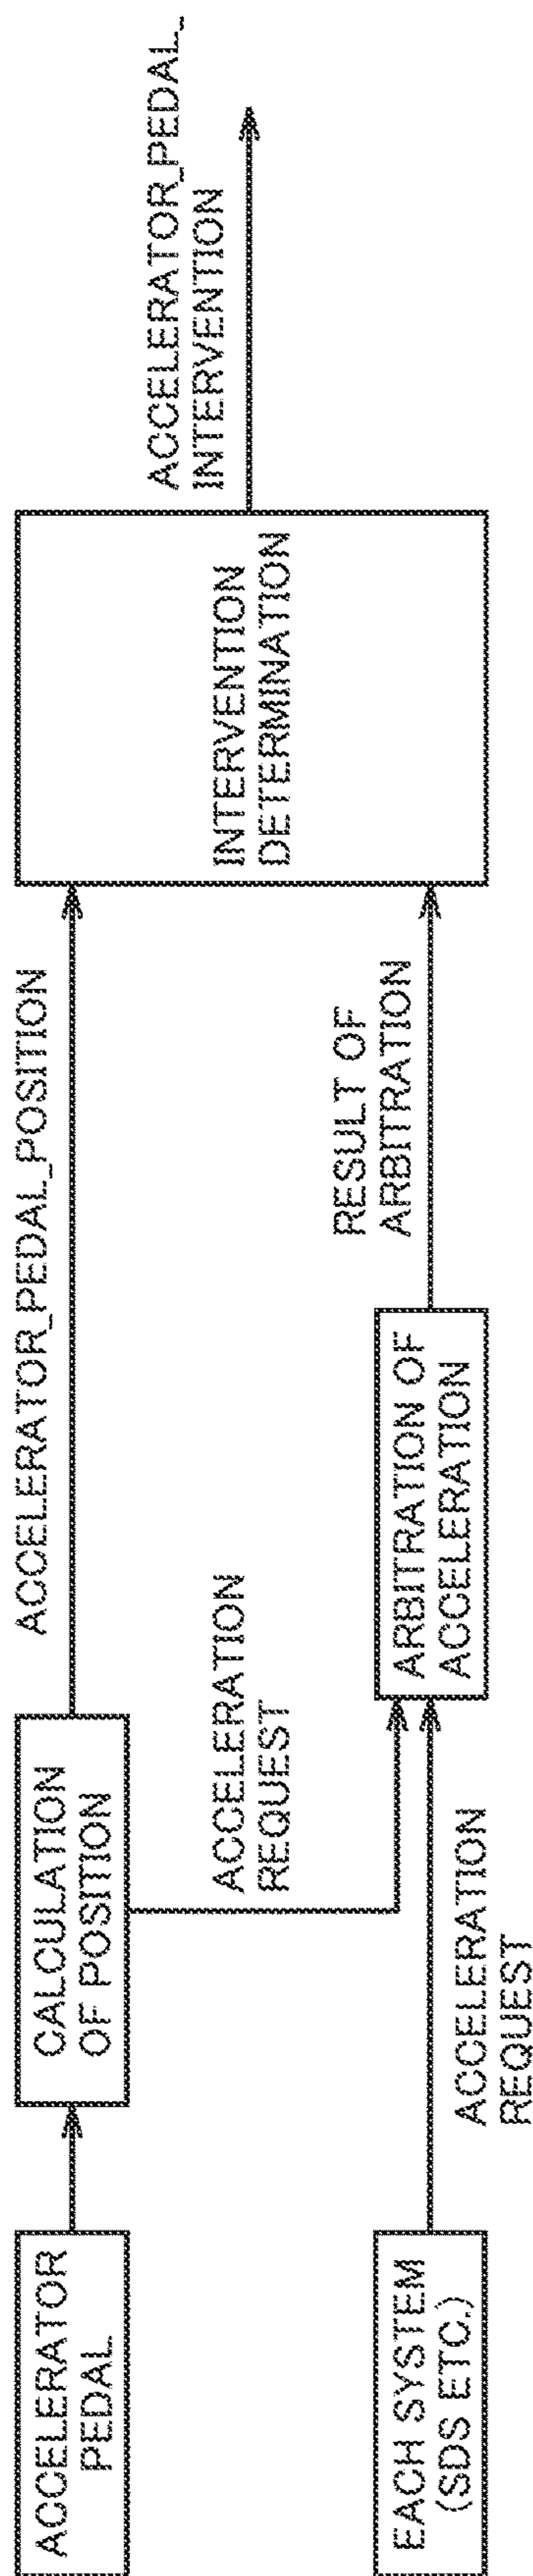 ACCELERATOR
PEDAL
CALCULATION
OF POSITION
ACCELERATOR_PEDAL_POSITION
ACCELERATION
REQUEST
EACH SYSTEM
(SDS ETC.)
ACCELERATION
REQUEST
ARBITRATION OF
ACCELERATION
RESULT OF
ARBITRATION
INTERVENTION
DETERMINATION
ACCELERATOR_PEDAL_
INTERVENTION